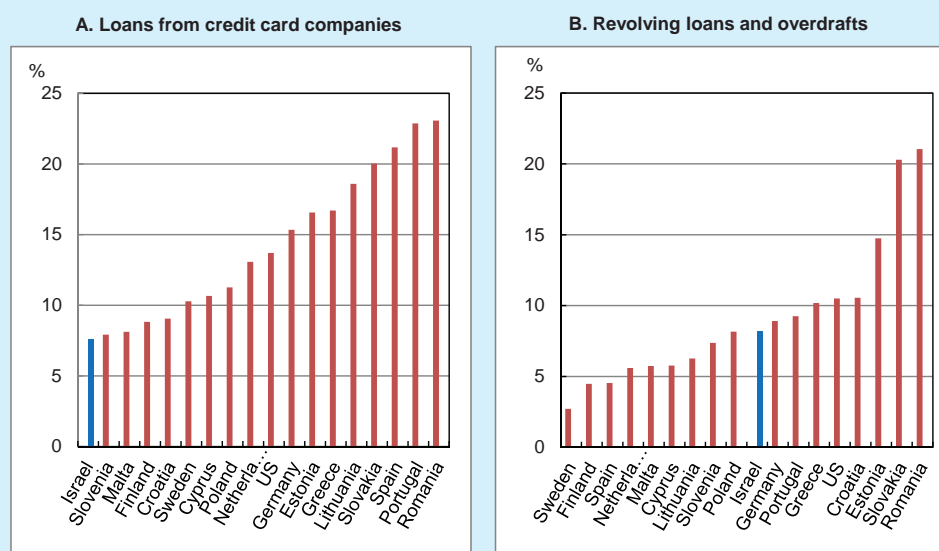 A. Loans from credit card companies
%
25
20
15
10
5
0
Israel
Slovenia
Malta
Finland
Croatia
Sweden
Cyprus
Poland
Netherla…
US
Germany
Estonia
Greece
Lithuania
Slovakia
Spain
Portugal
Romania
B. Revolving loans and overdrafts
%
25
20
15
10
5
0
Sweden
Finland
Spain
Netherla…
Malta
Cyprus
Lithuania
Slovenia
Poland
Israel
Germany
Portugal
Greece
US
Croatia
Estonia
Slovakia
Romania